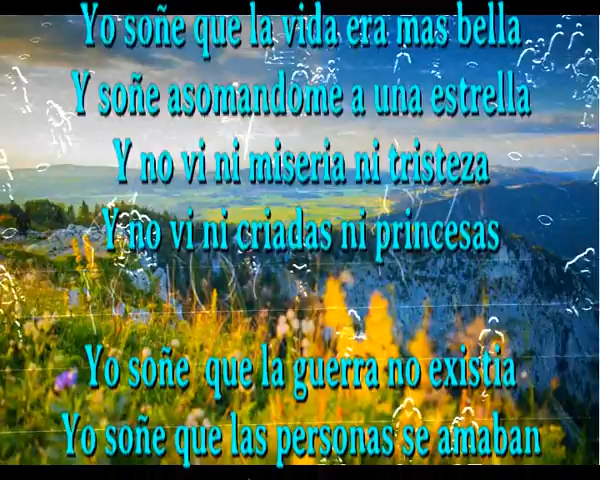 Yo soñe que la vida era mas bella
Y soñe asomandome a una estrella
Y no vi ni miseria ni tristeza
Y no vi ni criadas ni princesas
Yo soñe que la guerra no existia
Yo soñe que las personas se amaban